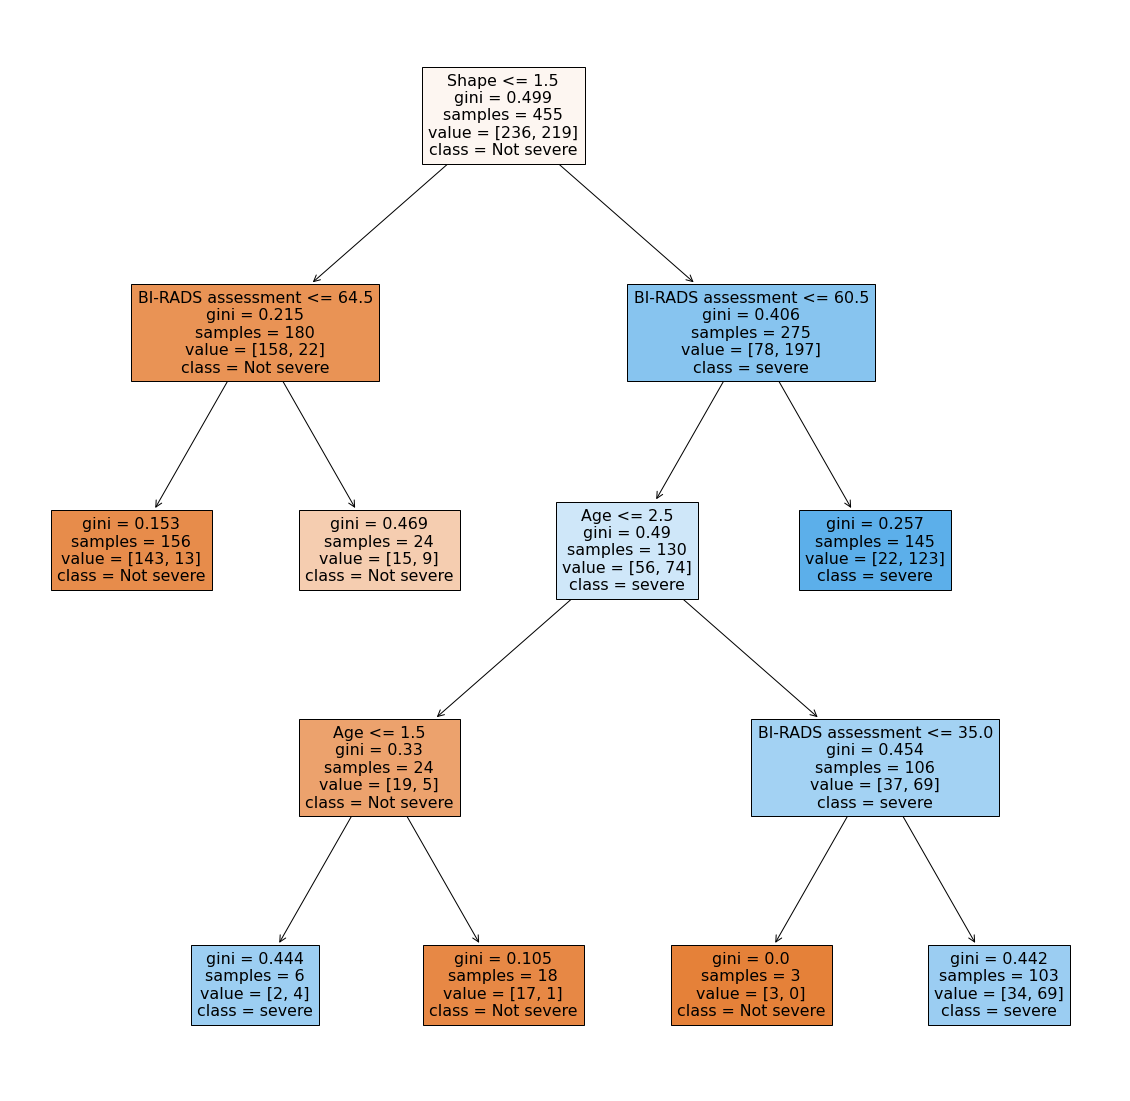 Shape <= 1.5
gini = 0.499
samples = 455
value = [236, 219]
class = Not severe
BI-RADS assessment <= 64.5
gini = 0.215
samples = 180
value = [158, 22]
class = Not severe
BI-RADS assessment <= 60.5
gini = 0.406
samples = 275
value = [78, 197]
class = severe
gini = 0.153
samples = 156
value = [143, 13]
class = Not severe
gini = 0.469
samples = 24
value = [15, 9]
class = Not severe
Age <= 2.5
gini = 0.49
samples = 130
value = [56, 74]
class = severe
gini = 0.257
samples = 145
value = [22, 123]
class = severe
Age <= 1.5
gini = 0.33
samples = 24
value = [19, 5]
class = Not severe
BI-RADS assessment <= 35.0
gini = 0.454
samples = 106
value = [37, 69]
class = severe
gini = 0.444
samples = 6
value = [2, 4]
class = severe
gini = 0.105
samples = 18
value = [17, 1]
class = Not severe
gini = 0.0
samples = 3
value = [3, 0]
class = Not severe
gini = 0.442
samples = 103
value = [34, 69]
class = severe